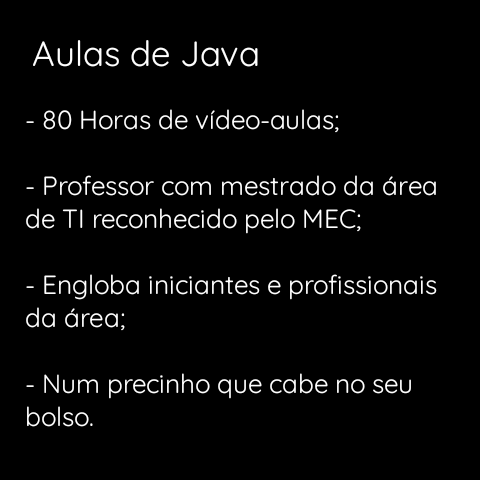 Aulas de Java
- 80 Horas de vídeo-aulas;
- Professor com mestrado da área
de TI reconhecido pelo MEC;
- Engloba iniciantes e profissionais
da área;
- Num precinho que cabe no seu
bolso.